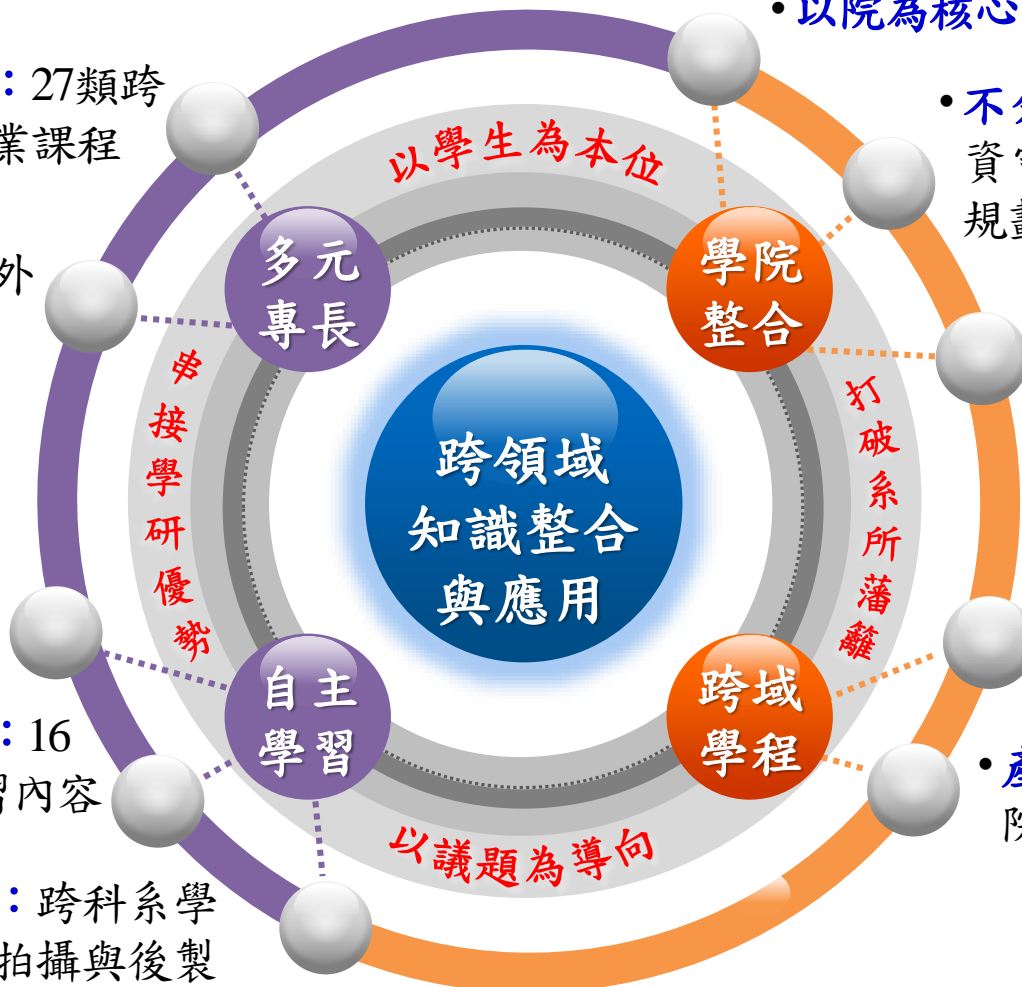 • 以院為核心
：27類跨
業課程
• 不分
資電
規劃
以學生為本位
多元
專長
學院
整合
外
串接學研優勢
打破系所藩籬
跨領域
知識整合
與應用
自主
學習
跨域
學程
：16
習內容
• 產
院
以議題為導向
：跨科系學
拍攝與後製